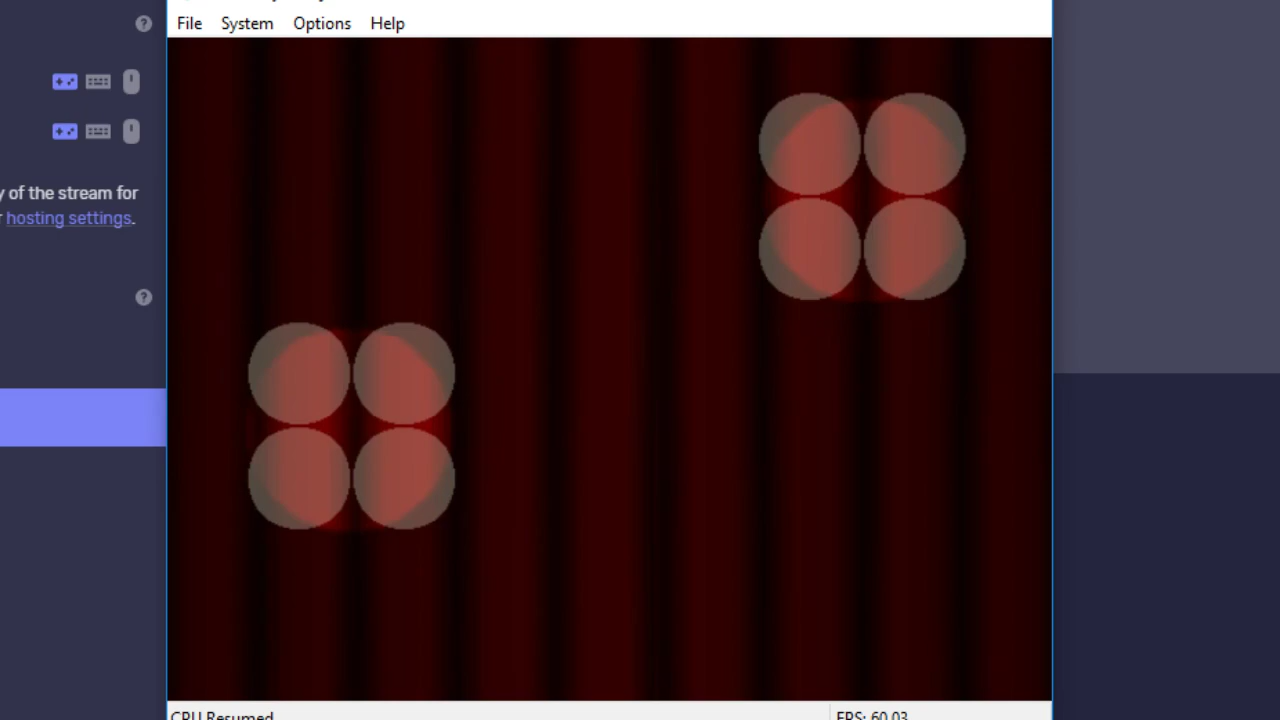 File System Options Help
y of the stream for
r hosting settings.
CPU Resumed
FPS: 60.03